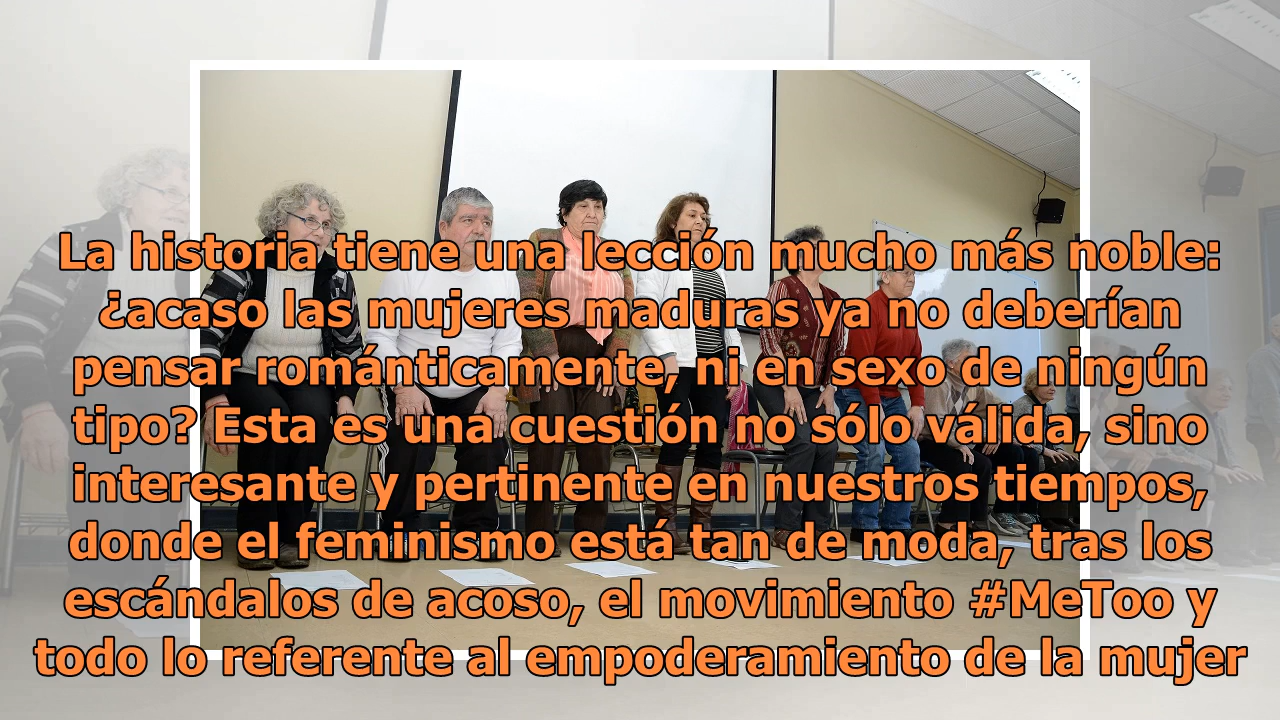 La historia tiene una lección mucho más noble:
¿acaso las mujeres maduras ya no deberían
pensar románticamente, ni en sexo de ningún
tipo? Esta es una cuestión no sólo válida, sino
interesante y pertinente en nuestros tiempos,
donde el feminismo está tan de moda, tras los
escándalos de acoso, el movimiento #MeToo y
todo lo referente al empoderamiento de la mujer